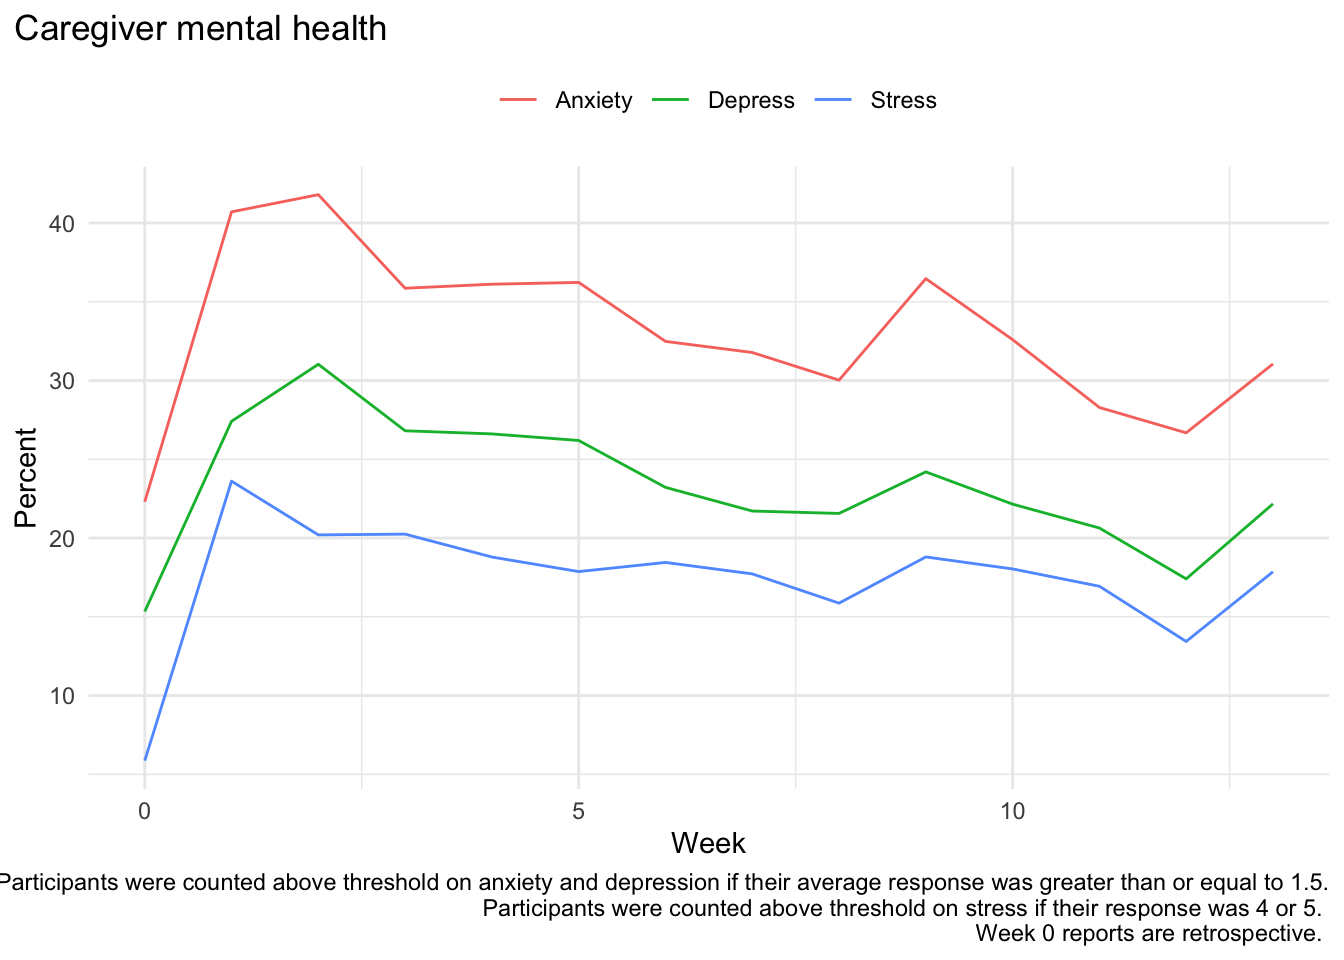 Caregiver mental health
Anxiety Depress Stress
Percent
40
30
20
10
0 5 10
Week
Participants were counted above threshold on anxiety and depression if their average response was greater than or equal to 1.5.
Participants were counted above threshold on stress if their response was 4 or 5.
Week 0 reports are retrospective.